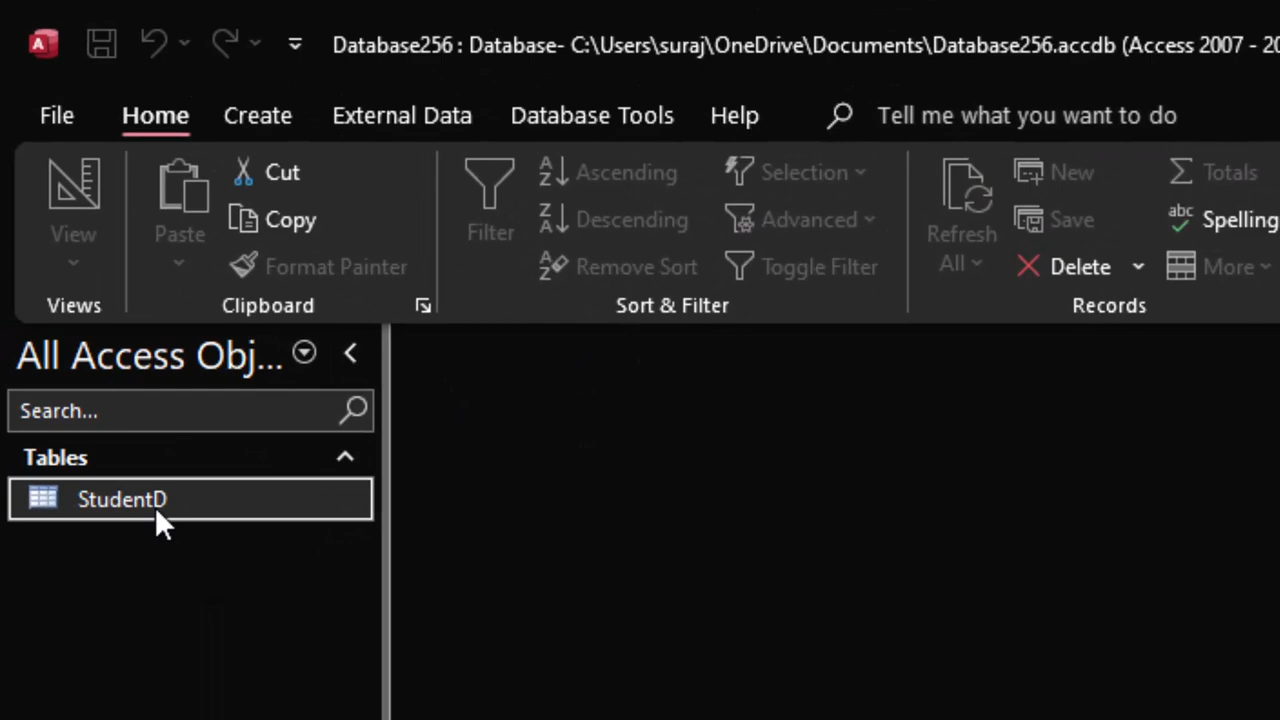 Database256 : Database- C:\Users\suraj\OneDrive\Documents\Database256.accdb (Access 2007 - 20
File Home Create External Data Database Tools Help Tell me what you want to do
View
Views
Paste
Cut
Copy
Format Painter
Clipboard
Filter
Ascending
Descending
Remove Sort
Selection
Advanced
Toggle Filter
Sort & Filter
Refresh
All
New
Save
Delete
Totals
Spelling
More
Records
All Access Obj...
Search...
Tables
StudentD